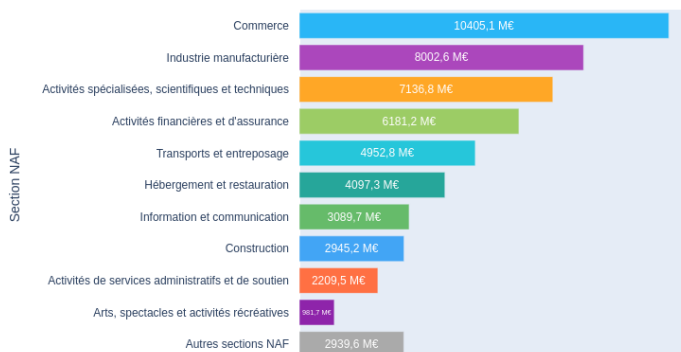 Commerce 10405,1 M€
Industrie manufacturière 8002,6 M€
Activités spécialisées, scientifiques et techniques 7136,8 M€
Activités financières et d'assurance 6181,2 M€
Transports et entreposage 4952,8 M€
Hébergement et restauration 4097,3 M€
Information et communication 3089,7 M€
Construction 2945,2 M€
Activités de services administratifs et de soutien 2209,5 M€
Arts, spectacles et activités récréatives 981,7 M€
Autres sections NAF 2939,6 M€
Section NAF